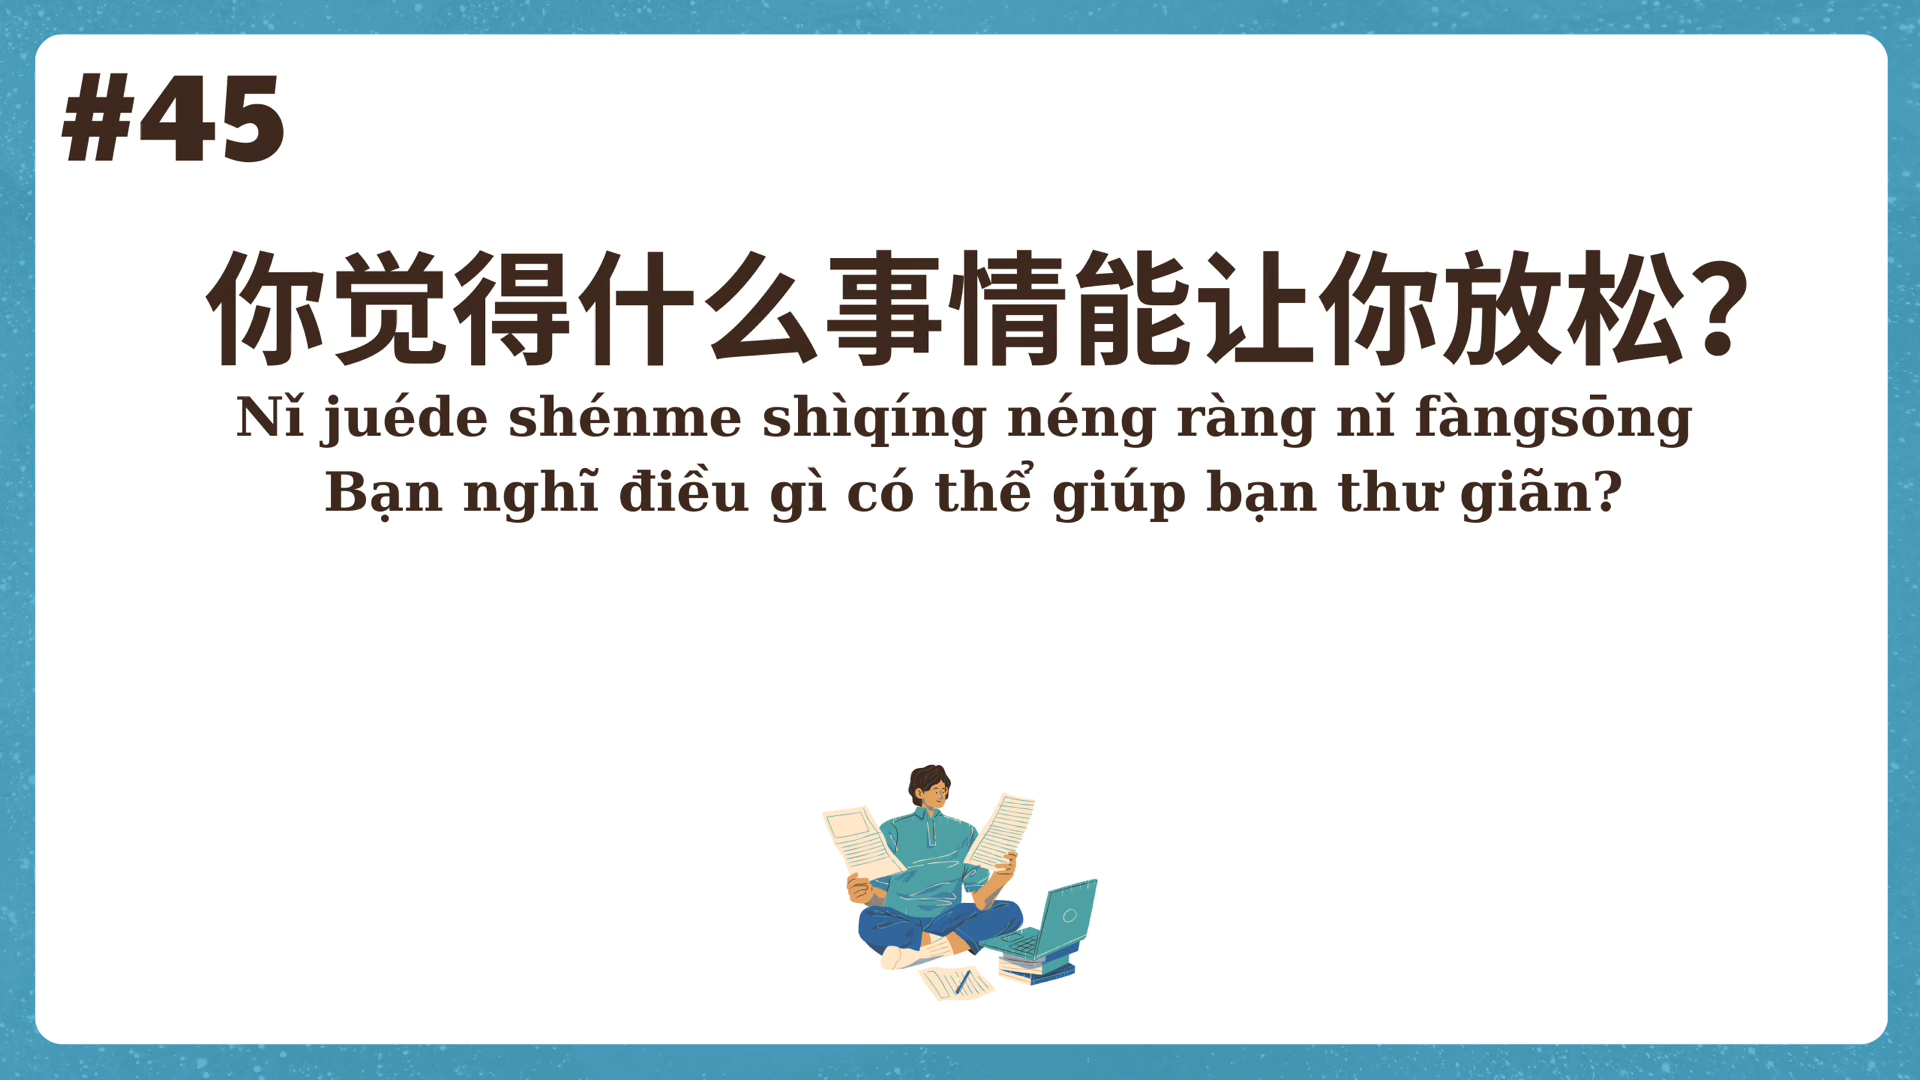 #45
你觉得什么事情能让你放松?
Nǐ juéde shénme shìqíng néng ràng nǐ fàngsōng
Bạn nghĩ điều gì có thể giúp bạn thư giãn?